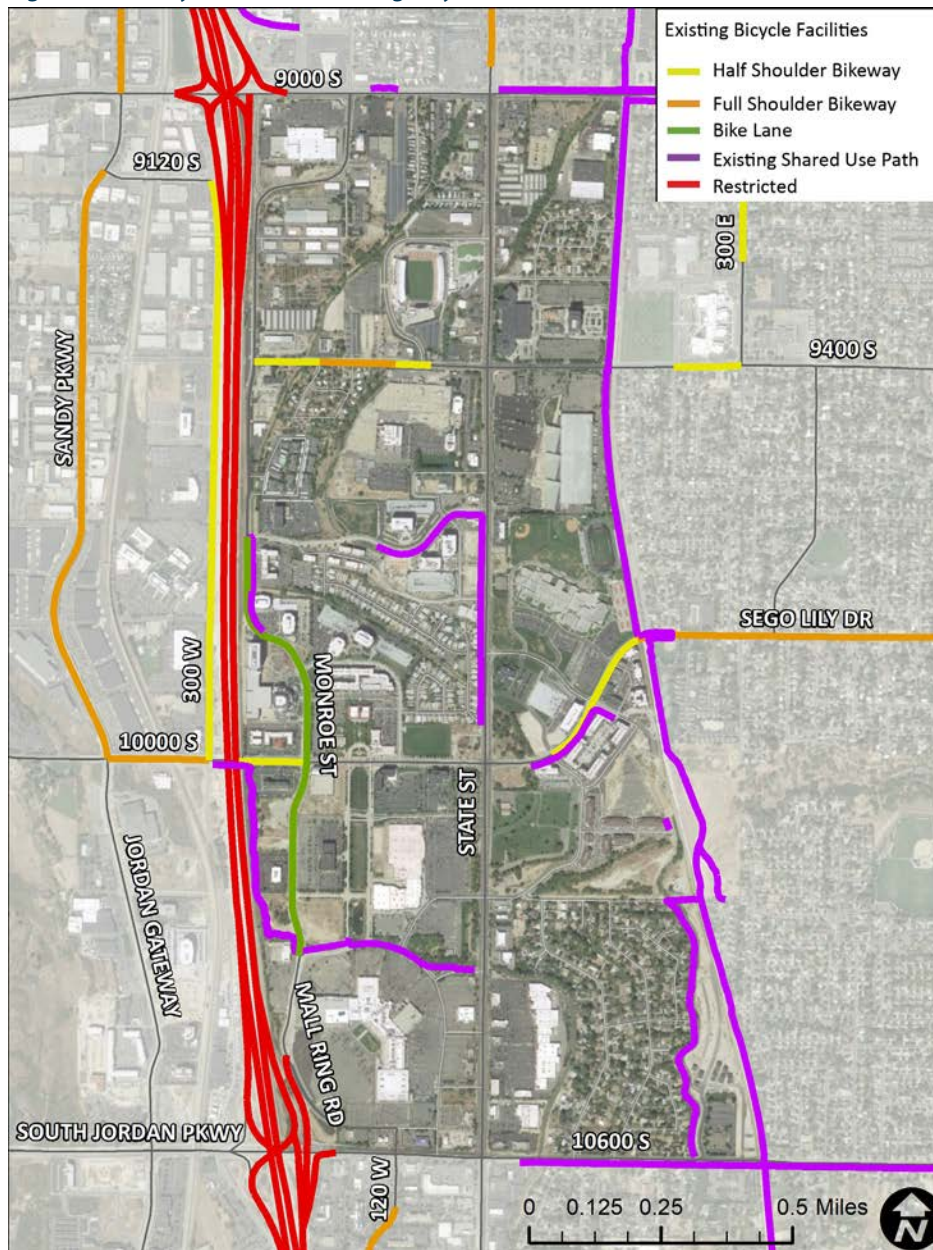 Existing Bicycle Facilities
Half Shoulder Bikeway
Full Shoulder Bikeway
Bike Lane
Existing Shared Use Path
Restricted
9000 S
9120 S
300 E
SANDY PKWY
9400 S
300 W
MONROE ST
SEGO LILY DR
10000 S
STATE ST
JORDAN GATEWAY
MALL RING RD
SOUTH JORDAN PKWY
10600 S
120 W
0 0.125 0.25 0.5 Miles
N